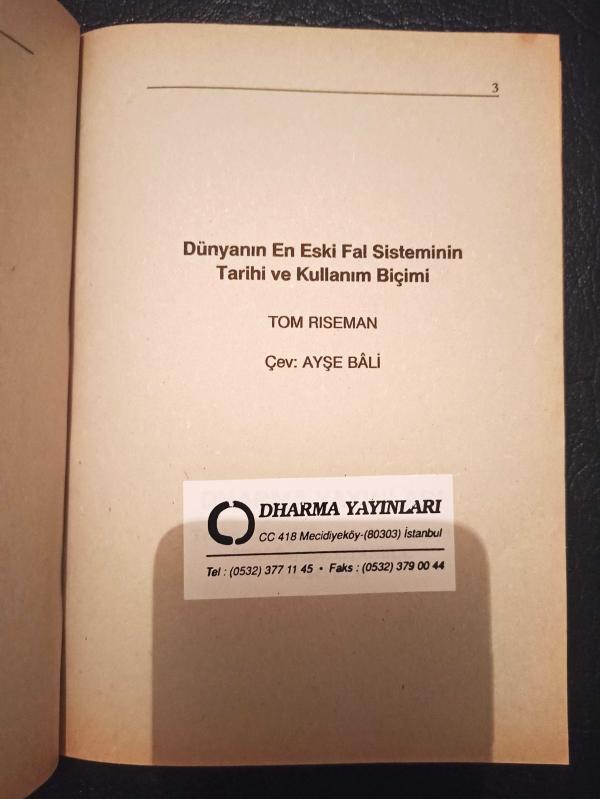 3
Dünyanın En Eski Fal Sisteminin
Tarihi ve Kullanım Biçimi
TOM RISEMAN
Çev: AYŞE BÂLİ
DHARMA YAYINLARI
CC 418 Mecidiyeköy-(80303) İstanbul
Tel : (0532) 377 11 45 • Faks : (0532) 379 00 44